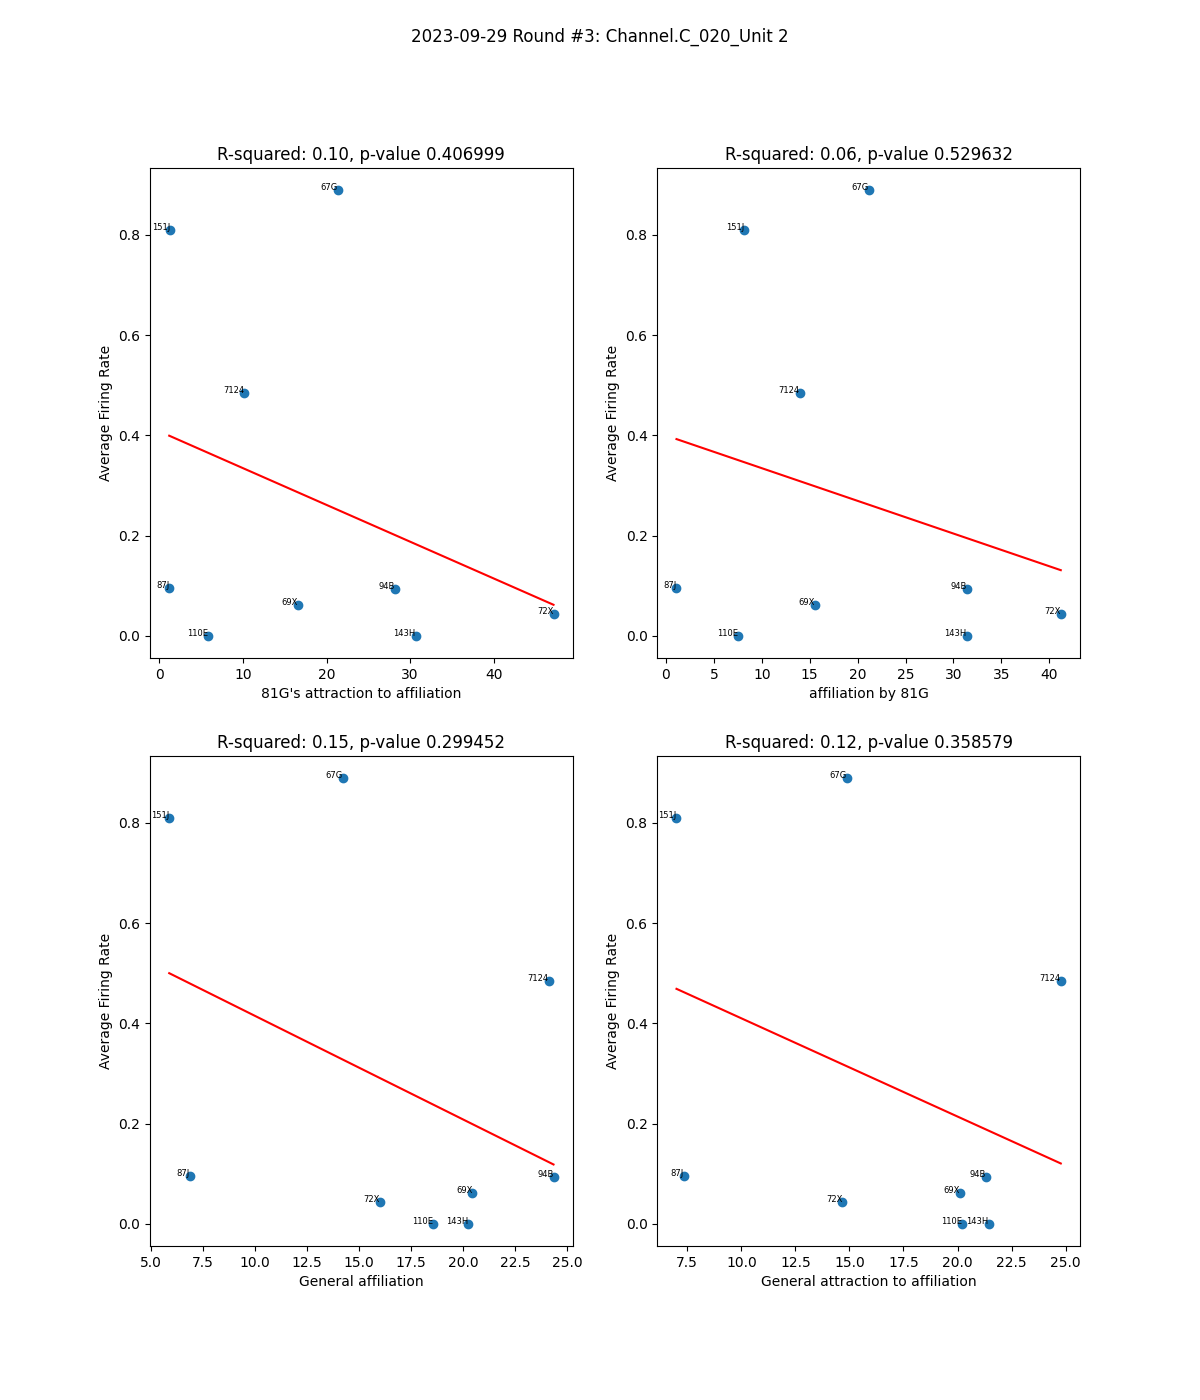 2023-09-29 Round #3: Channel.C_020_Unit 2
R-squared: 0.10, p-value 0.406999
R-squared: 0.06, p-value 0.529632
67G
151J
7124
87J
110E
69X
94B
143H
72X
0.8
0.6
0.4
0.2
0.0
Average Firing Rate
0 10 20 30 40
81G's attraction to affiliation
67G
151J
7124
87J
110E
69X
94B
143H
72X
0.8
0.6
0.4
0.2
0.0
Average Firing Rate
0 5 10 15 20 25 30 35 40
affiliation by 81G
R-squared: 0.15, p-value 0.299452
R-squared: 0.12, p-value 0.358579
67G
151J
7124
87J
72X
110E
69X
143H
94B
0.8
0.6
0.4
0.2
0.0
Average Firing Rate
5.0 7.5 10.0 12.5 15.0 17.5 20.0 22.5 25.0
General affiliation
67G
151J
7124
87J
72X
69X
94B
110E
143H
0.8
0.6
0.4
0.2
0.0
Average Firing Rate
7.5 10.0 12.5 15.0 17.5 20.0 22.5 25.0
General attraction to affiliation